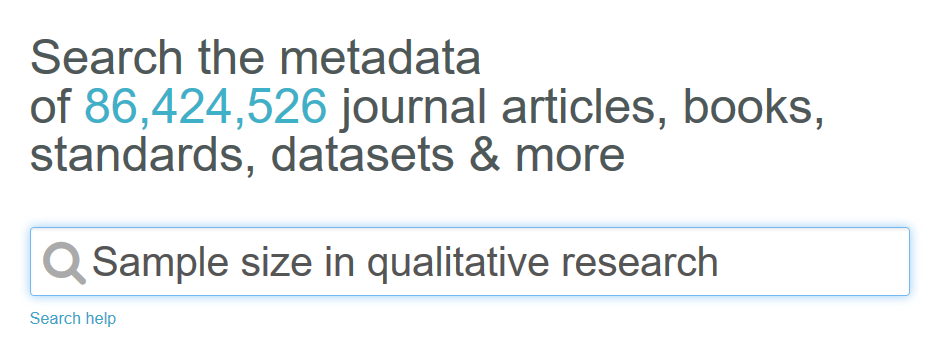 Search the metadata
of 86,424,526 journal articles, books,
standards, datasets & more
Sample size in qualitative research
Search help